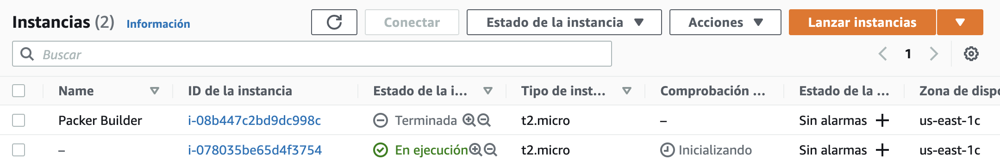 Instancias (2) Información Conectar Estado de la instancia Acciones Lanzar instancias
Buscar 1
Name ID de la instancia Estado de la i... Tipo de inst... Comprobación ... Estado de la ... Zona de dispo
Packer Builder i-08b447c2bd9dc998c Terminada t2.micro – Sin alarmas + us-east-1c
– i-078035be65d4f3754 En ejecución t2.micro Inicializando Sin alarmas + us-east-1c